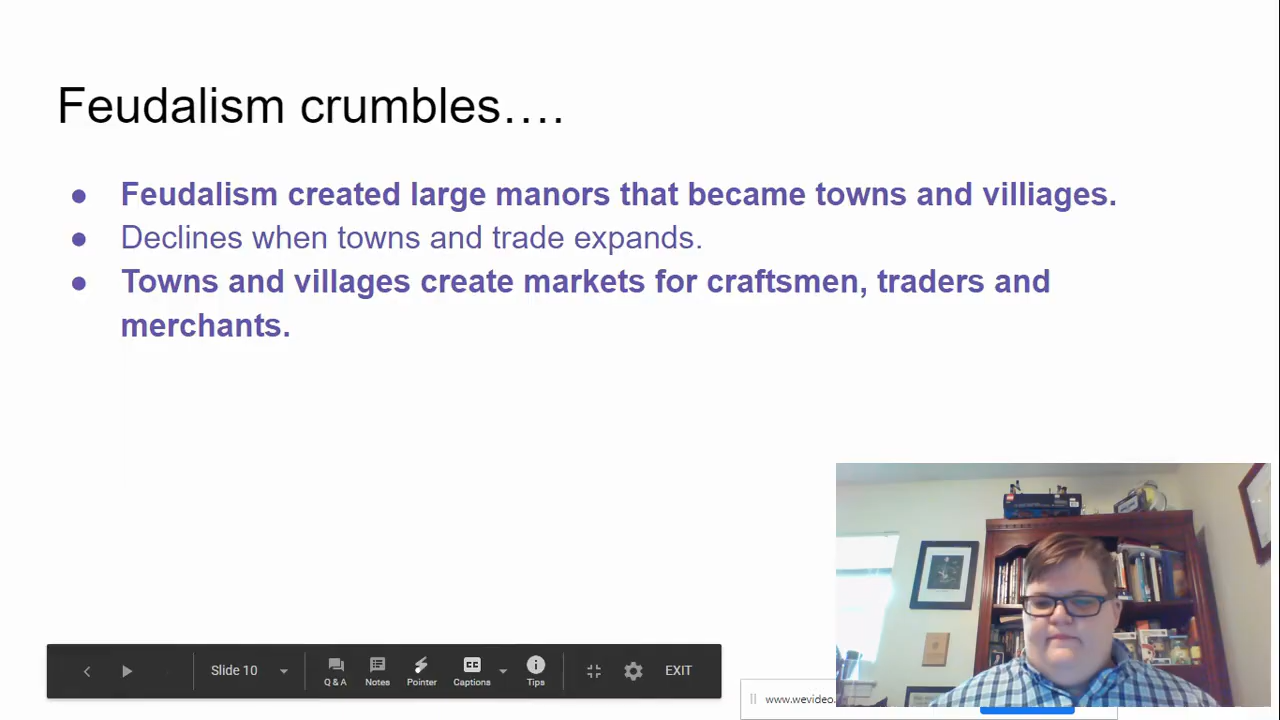 Feudalism crumbles….
● Feudalism created large manors that became towns and villiages.
● Declines when towns and trade expands.
● Towns and villages create markets for craftsmen, traders and
merchants.
Slide 10
Q & A
Notes
Pointer
CC
Captions
Tips
EXIT
www.wevideo.